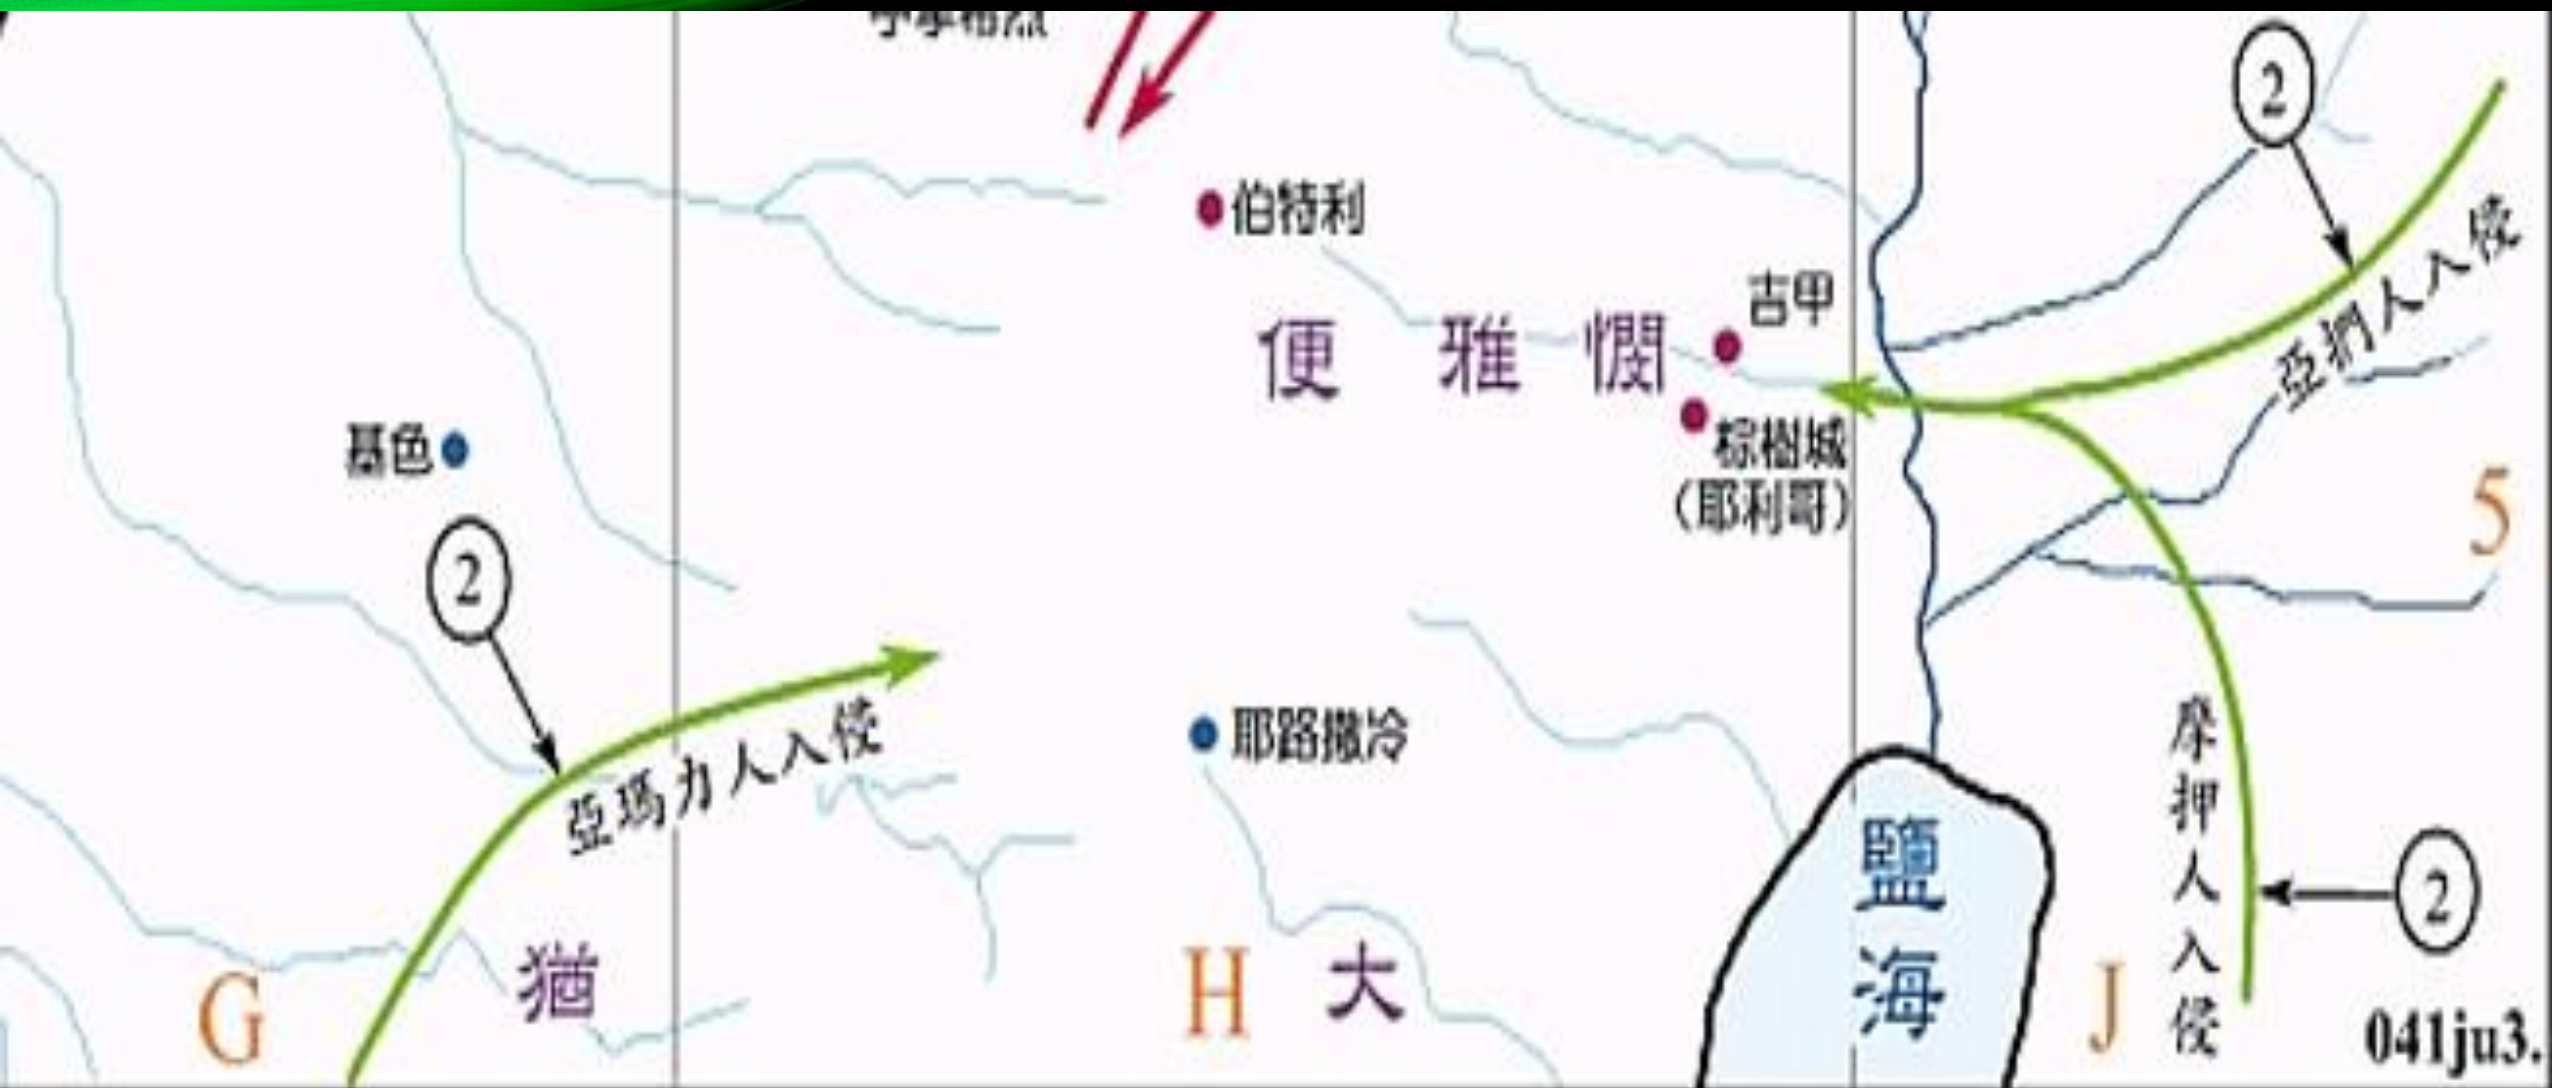 2
伯特利
亞捫人入侵
吉甲
便雅憫
棕樹城
（耶利哥）
基色
5
2
耶路撒冷
亞瑪力人入侵
摩押人入侵
鹽海
2
猶大
G
H
J
041ju3.